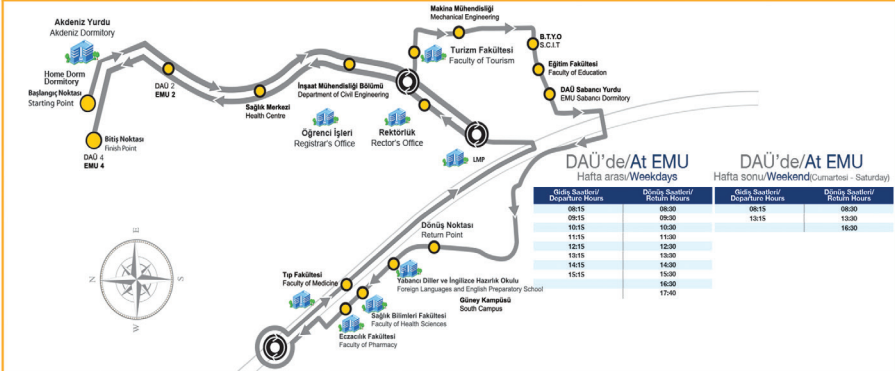 Akdeniz Yurdu
Akdeniz Dormitory
Home Dorm
Dormitory
Başlangıç Noktası
Starting Point
Bitiş Noktası
Finish Point
DAÜ 4
EMU 4
DAÜ 2
EMU 2
Sağlık Merkezi
Health Centre
İnşaat Mühendisliği Bölümü
Department of Civil Engineering
Öğrenci İşleri
Registrar's Office
Rektörlük
Rector's Office
Makina Mühendisliği
Mechanical Engineering
Turizm Fakültesi
Faculty of Tourism
B.T.Y.O
S.C.I.T
Eğitim Fakültesi
Faculty of Education
DAÜ Sabancı Yurdu
EMU Sabancı Dormitory
LMP
Dönüş Noktası
Return Point
Yabancı Diller ve İngilizce Hazırlık Okulu
Foreign Languages and English Preparatory School
Güney Kampüsü
South Campus
Tıp Fakültesi
Faculty of Medicine
Sağlık Bilimleri Fakültesi
Faculty of Health Sciences
Eczacılık Fakültesi
Faculty of Pharmacy
E
N
S
W
DAÜ'de/At EMU
Hafta arası/Weekdays
Gidiş Saatleri/ Dönüş Saatleri/
Departure Hours Return Hours
08:15 08:30
09:15 09:30
10:15 10:30
11:15 11:30
12:15 12:30
13:15 13:30
14:15 14:30
15:15 15:30
16:30
17:40
DAÜ'de/At EMU
Hafta sonu/Weekend(Cumartesi - Saturday)
Gidiş Saatleri/ Dönüş Saatleri/
Departure Hours Return Hours
08:15 08:30
13:15 13:30
16:30